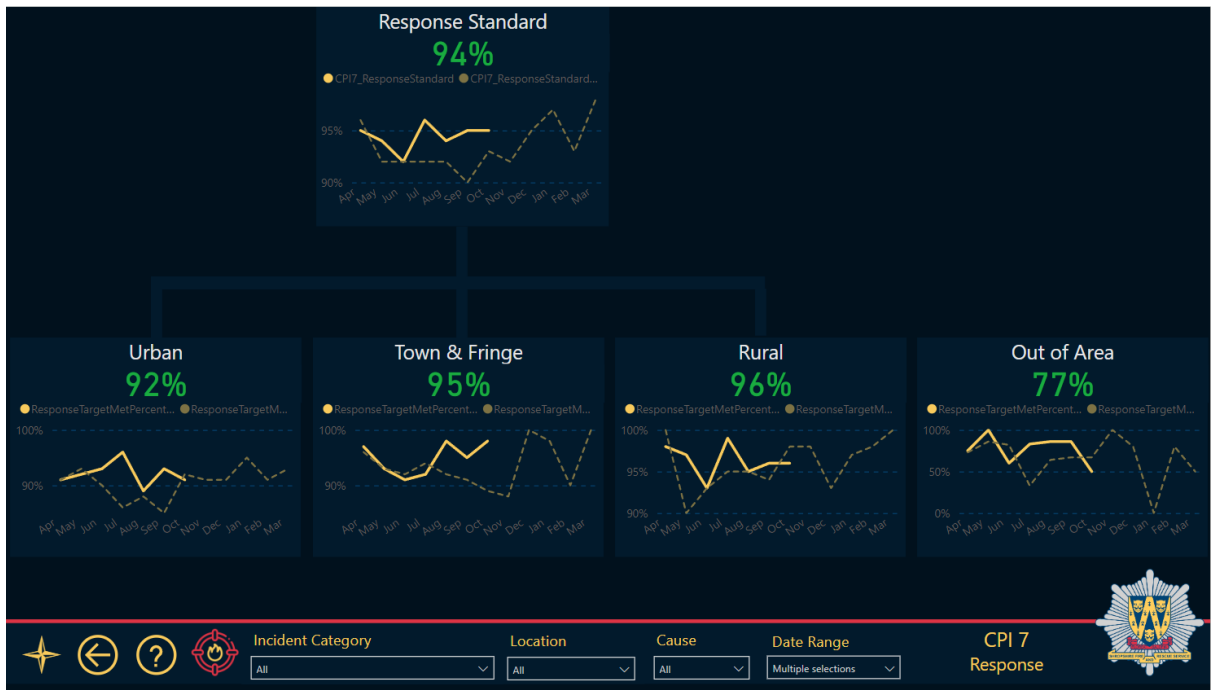 Response Standard
94%
CPI7_ResponseStandard CPI7_ResponseStandard...
95%
90%
Apr May Jun Jul Aug Sep Oct Nov Dec Jan Feb Mar
Urban
92%
ResponseTargetMetPercent... ResponseTargetM...
100%
90%
Apr May Jun Jul Aug Sep Oct Nov Dec Jan Feb Mar
Town & Fringe
95%
ResponseTargetMetPercent... ResponseTargetM...
100%
90%
Apr May Jun Jul Aug Sep Oct Nov Dec Jan Feb Mar
Rural
96%
ResponseTargetMetPercent... ResponseTargetM...
100%
95%
90%
Apr May Jun Jul Aug Sep Oct Nov Dec Jan Feb Mar
Out of Area
77%
ResponseTargetMetPercent... ResponseTargetM...
100%
50%
0%
Apr May Jun Jul Aug Sep Oct Nov Dec Jan Feb Mar
?
Incident Category
All
Location
All
Cause
All
Date Range
Multiple selections
CPI 7
Response
SHROPSHIRE FIRE AND RESCUE SERVICE